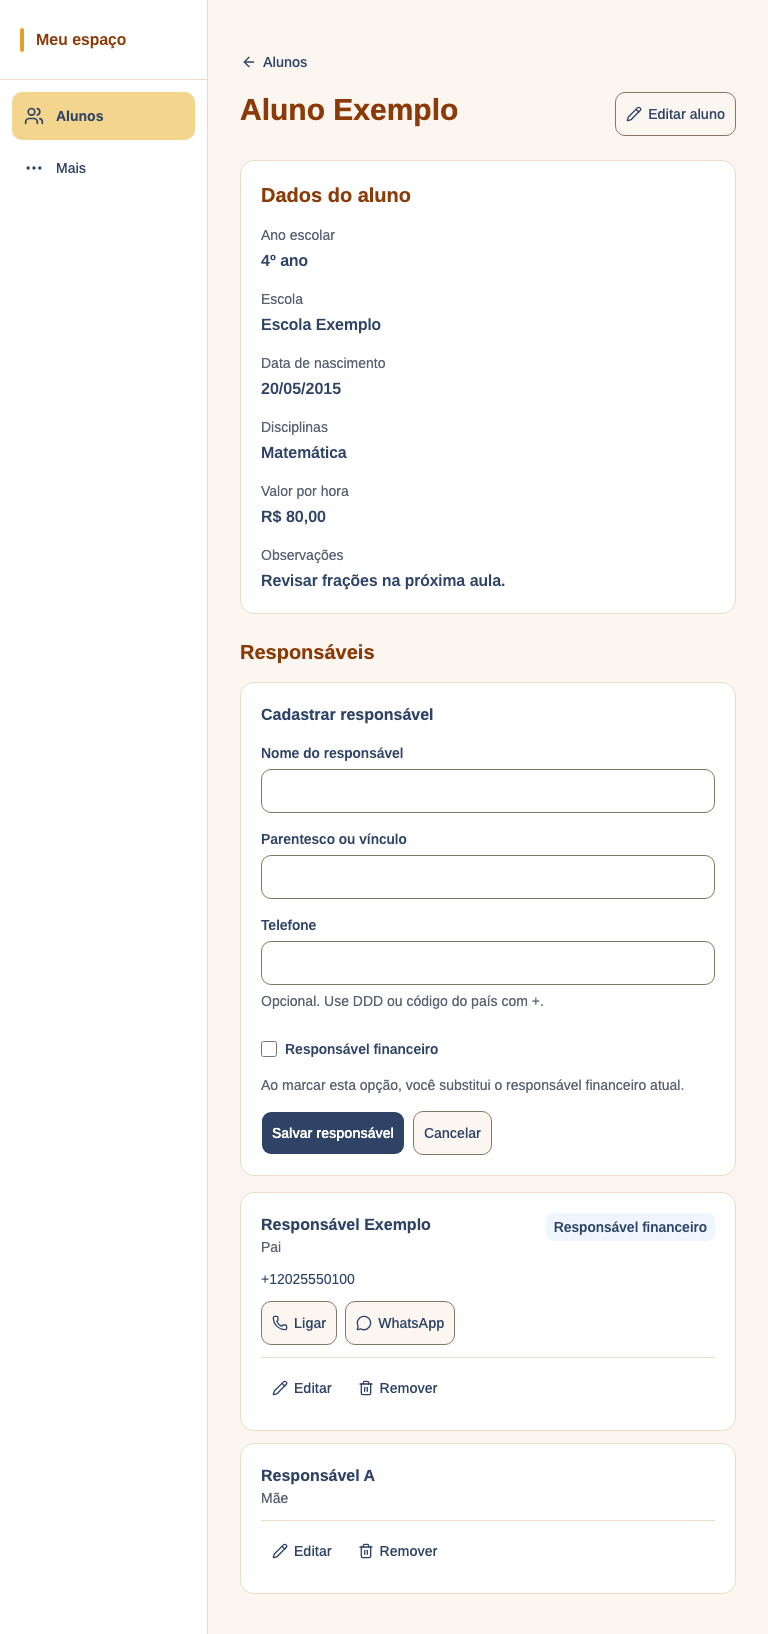 Meu espaço
Alunos
Mais
Alunos
Aluno Exemplo
Editar aluno
Dados do aluno
Ano escolar
4º ano
Escola
Escola Exemplo
Data de nascimento
20/05/2015
Disciplinas
Matemática
Valor por hora
R$ 80,00
Observações
Revisar frações na próxima aula.
Responsáveis
Cadastrar responsável
Nome do responsável
Parentesco ou vínculo
Telefone
Opcional. Use DDD ou código do país com +.
Responsável financeiro
Ao marcar esta opção, você substitui o responsável financeiro atual.
Salvar responsável
Cancelar
Responsável Exemplo
Responsável financeiro
Pai
+12025550100
Ligar
WhatsApp
Editar
Remover
Responsável A
Mãe
Editar
Remover